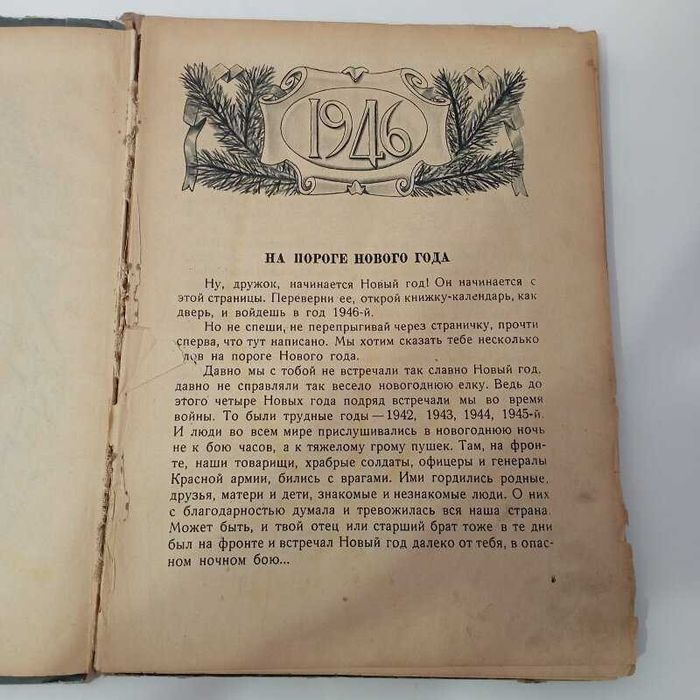 1946
НА ПОРОГЕ НОВОГО ГОДА
Ну, дружок, начинается Новый год! Он начинается с
этой страницы. Переверни ее, открой книжку-календарь, как
дверь, и войдешь в год 1946-й.
Но не спеши, не перепрыгивай через страничку, прочти
сперва, что тут написано. Мы хотим сказать тебе несколько
лов на пороге Нового года.
Давно мы с тобой не встречали так славно Новый год,
давно не справляли так весело новогоднюю елку. Ведь до
этого четыре Новых года подряд встречали мы во время
войны. То были трудные годы — 1942, 1943, 1944, 1945-й.
И люди во всем мире прислушивались в новогоднюю ночь
не к бою часов, а к тяжелому грому пушек. Там, на фрон-
те, наши товарищи, храбрые солдаты, офицеры и генералы
Красной армии, бились с врагами. Ими гордились родные,
друзья, матери и дети, знакомые и незнакомые люди. О них
с благодарностью думала и тревожилась вся наша страна.
Может быть, и твой отец или старший брат тоже в те дни
был на фронте и встречал Новый год далеко от тебя, в опас-
ном ночном бою...